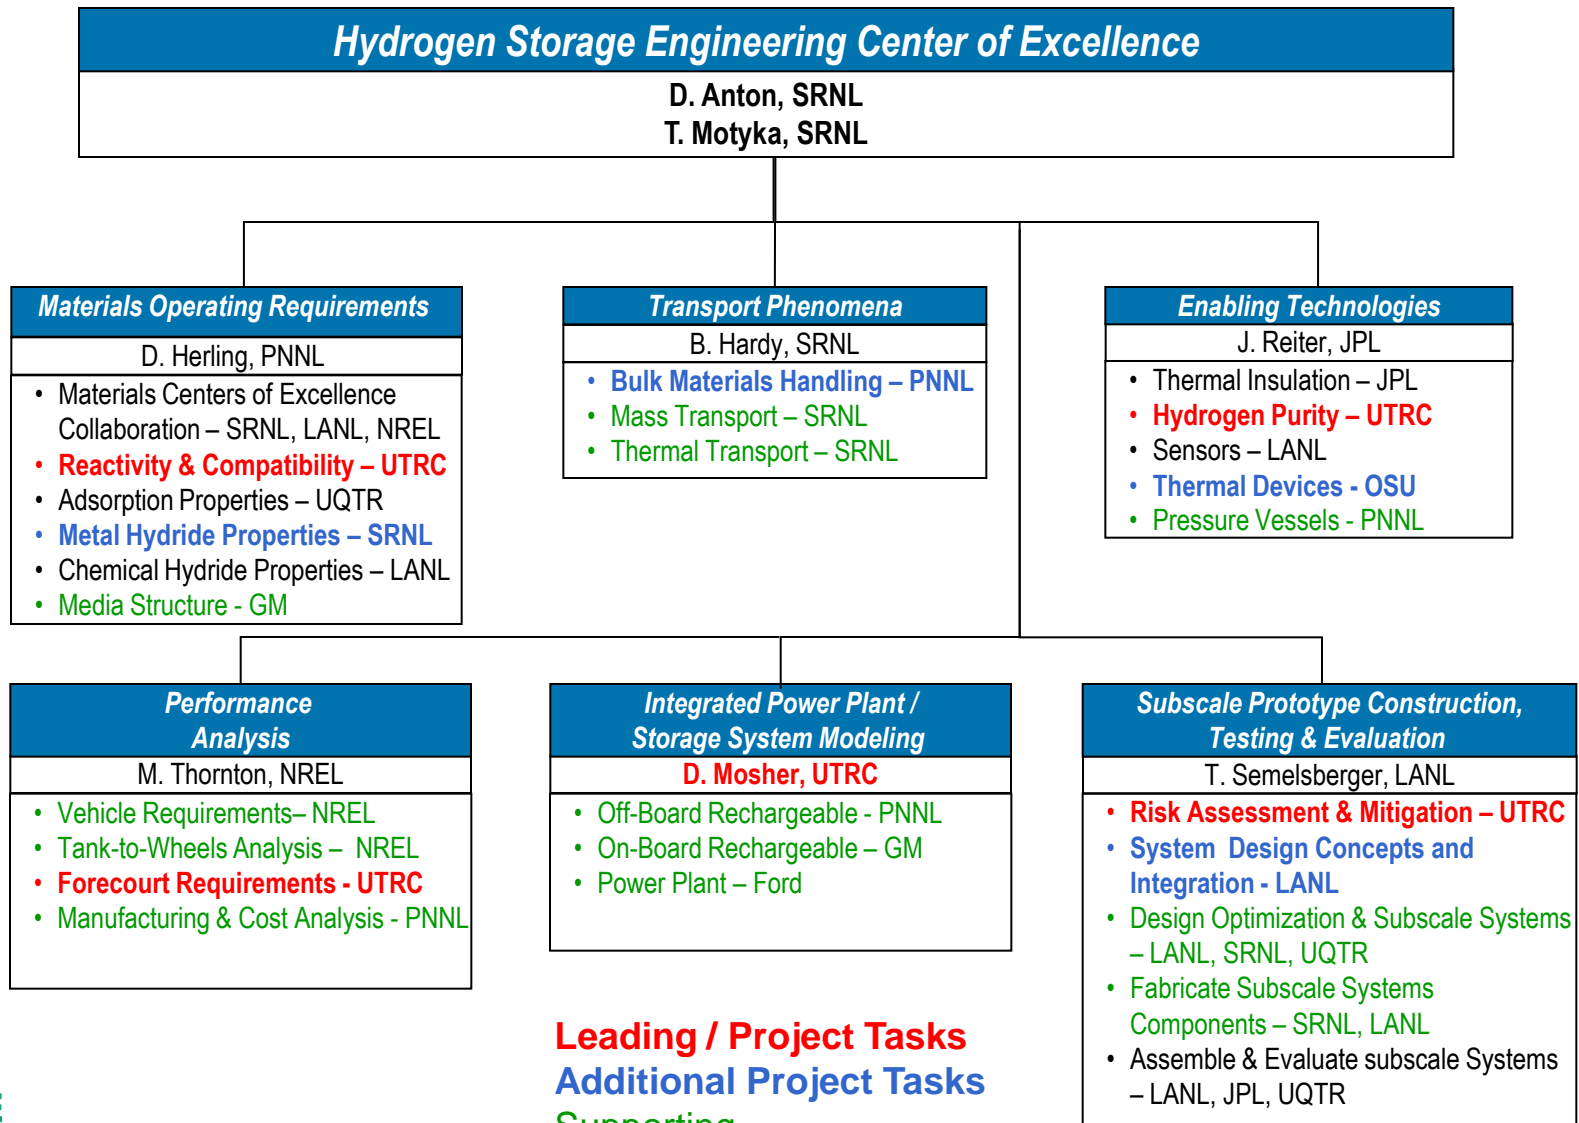 Hydrogen Storage Engineering Center of Excellence
D. Anton, SRNL
T. Motyka, SRNL
Materials Operating Requirements
D. Herling, PNNL
• Materials Centers of Excellence
Collaboration – SRNL, LANL, NREL
• Reactivity & Compatibility – UTRC
• Adsorption Properties – UQTR
• Metal Hydride Properties – SRNL
• Chemical Hydride Properties – LANL
• Media Structure - GM
Transport Phenomena
B. Hardy, SRNL
• Bulk Materials Handling – PNNL
• Mass Transport – SRNL
• Thermal Transport – SRNL
Enabling Technologies
J. Reiter, JPL
• Thermal Insulation – JPL
• Hydrogen Purity – UTRC
• Sensors – LANL
• Thermal Devices - OSU
• Pressure Vessels - PNNL
Performance
Analysis
M. Thornton, NREL
• Vehicle Requirements– NREL
• Tank-to-Wheels Analysis – NREL
• Forecourt Requirements - UTRC
• Manufacturing & Cost Analysis - PNNL
Integrated Power Plant /
Storage System Modeling
D. Mosher, UTRC
• Off-Board Rechargeable - PNNL
• On-Board Rechargeable – GM
• Power Plant – Ford
Subscale Prototype Construction,
Testing & Evaluation
T. Semelsberger, LANL
• Risk Assessment & Mitigation – UTRC
• System Design Concepts and
Integration - LANL
• Design Optimization & Subscale Systems
– LANL, SRNL, UQTR
• Fabricate Subscale Systems
Components – SRNL, LANL
• Assemble & Evaluate subscale Systems
– LANL, JPL, UQTR
Leading / Project Tasks
Additional Project Tasks
Supporting